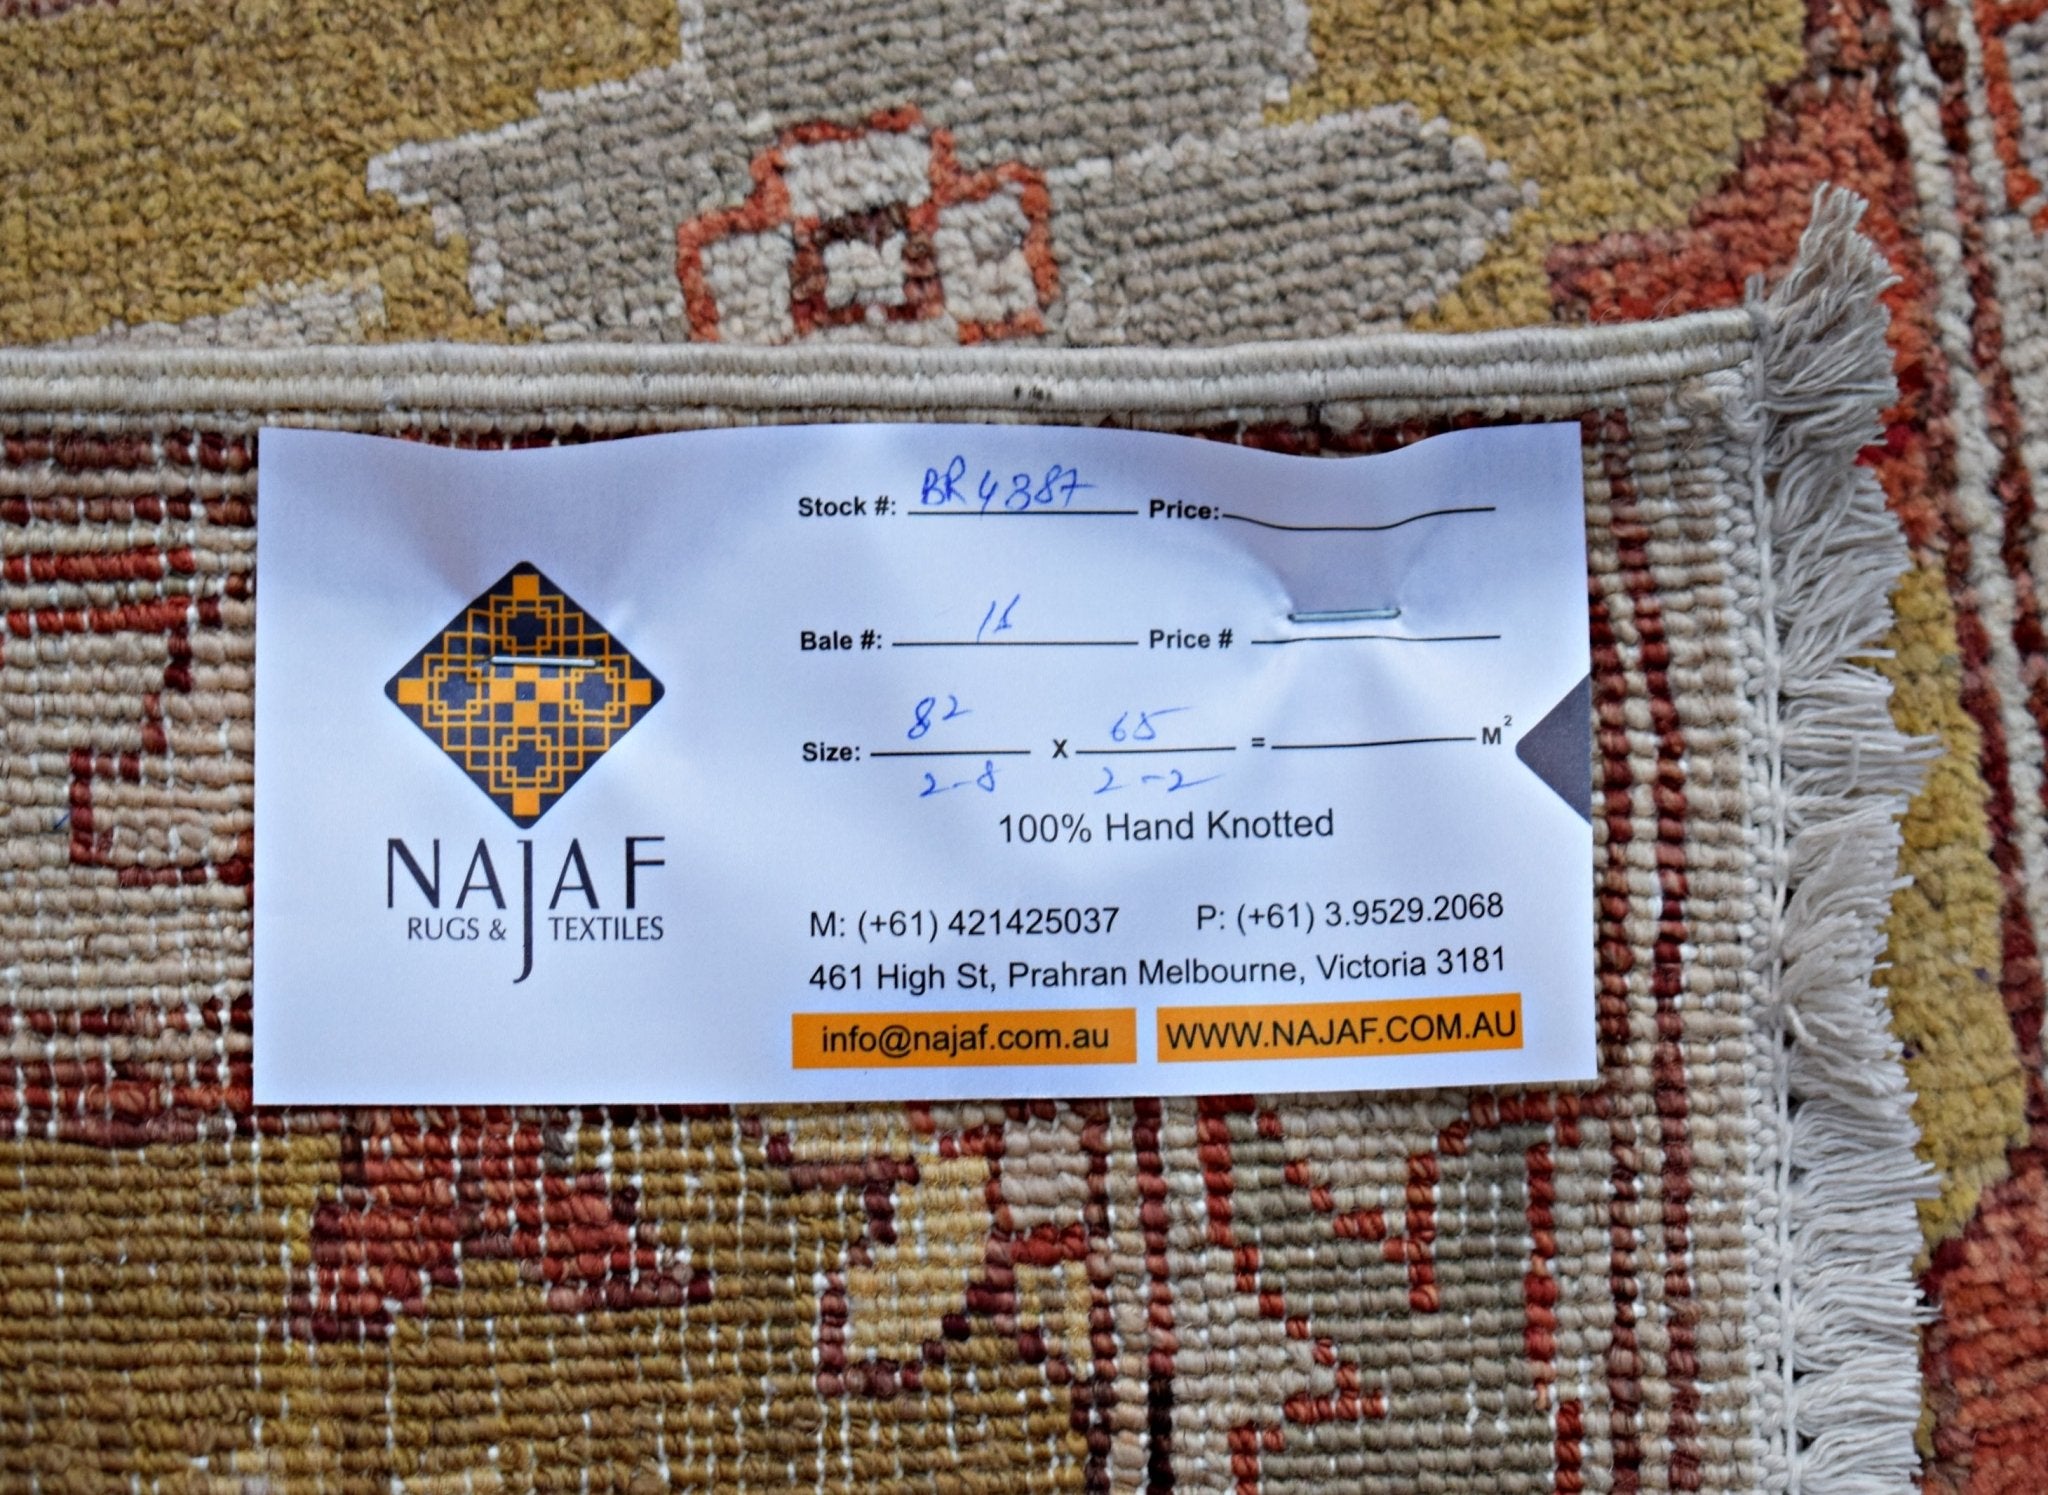 Stock #: BR4387 Price:
Bale #: Price #
Size: 82 X 65 = M²
2-8 2-2
100% Hand Knotted
NAJAF
RUGS & TEXTILES
M: (+61) 421425037 P: (+61) 3.9529.2068
461 High St, Prahran Melbourne, Victoria 3181
info@najaf.com.au WWW.NAJAF.COM.AU